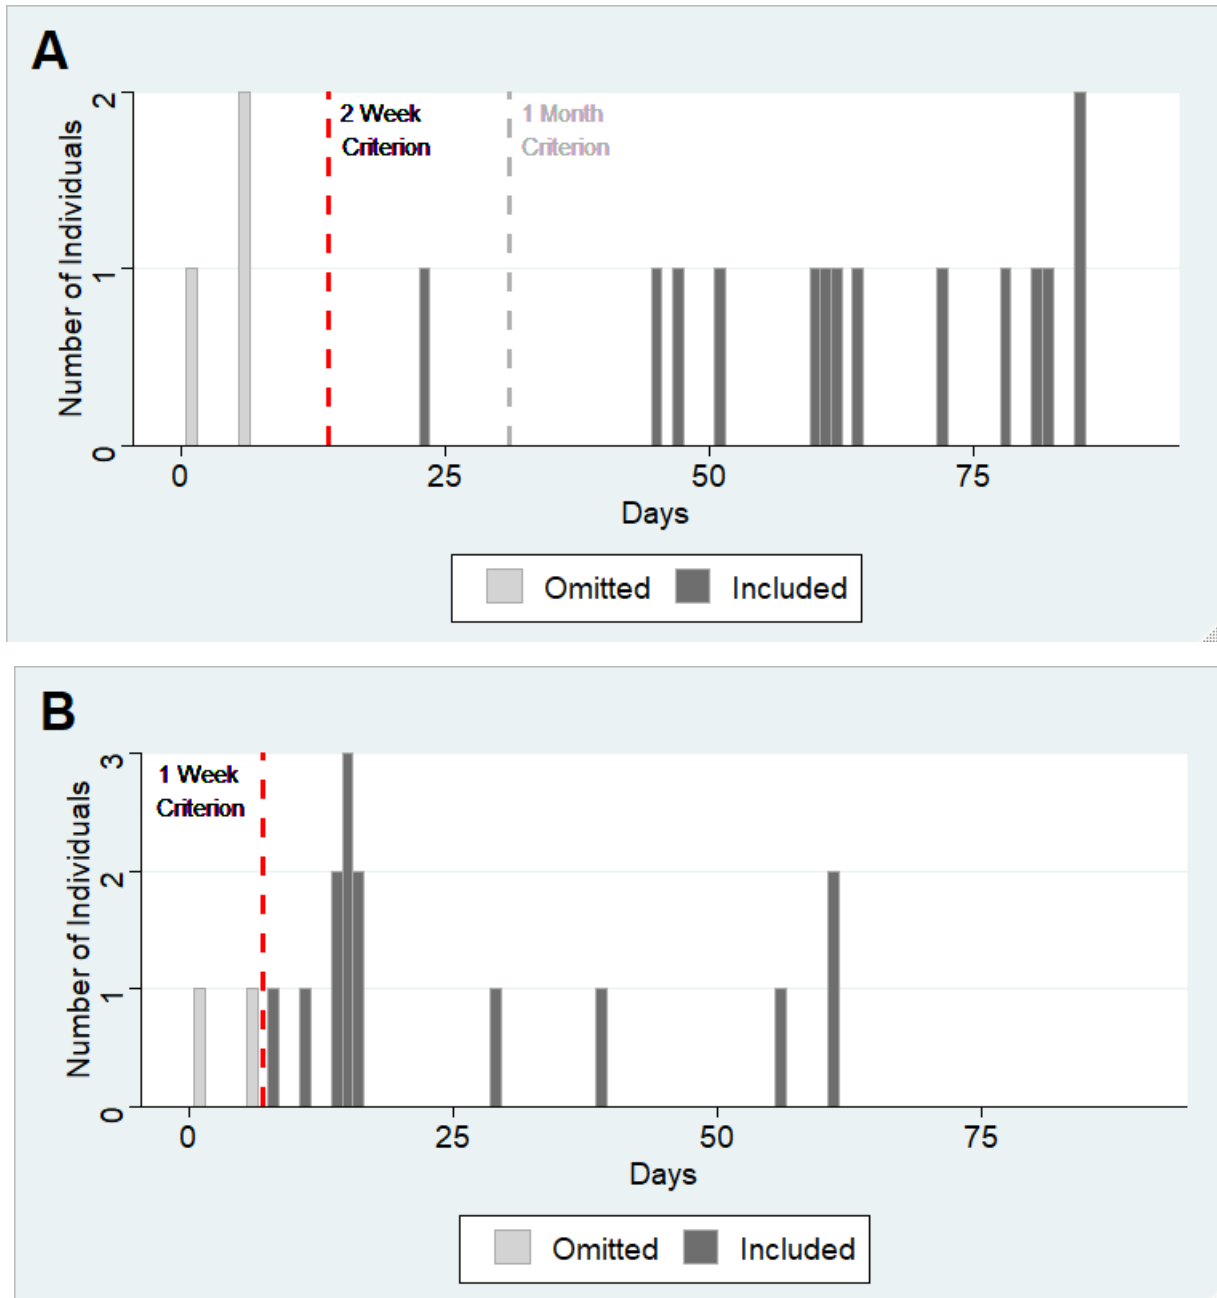 A
2 Week
Criterion
1 Month
Criterion
Number of Individuals
2
1
0
0
25
50
75
Days
Omitted
Included
B
1 Week
Criterion
Number of Individuals
3
2
1
0
0
25
50
75
Days
Omitted
Included